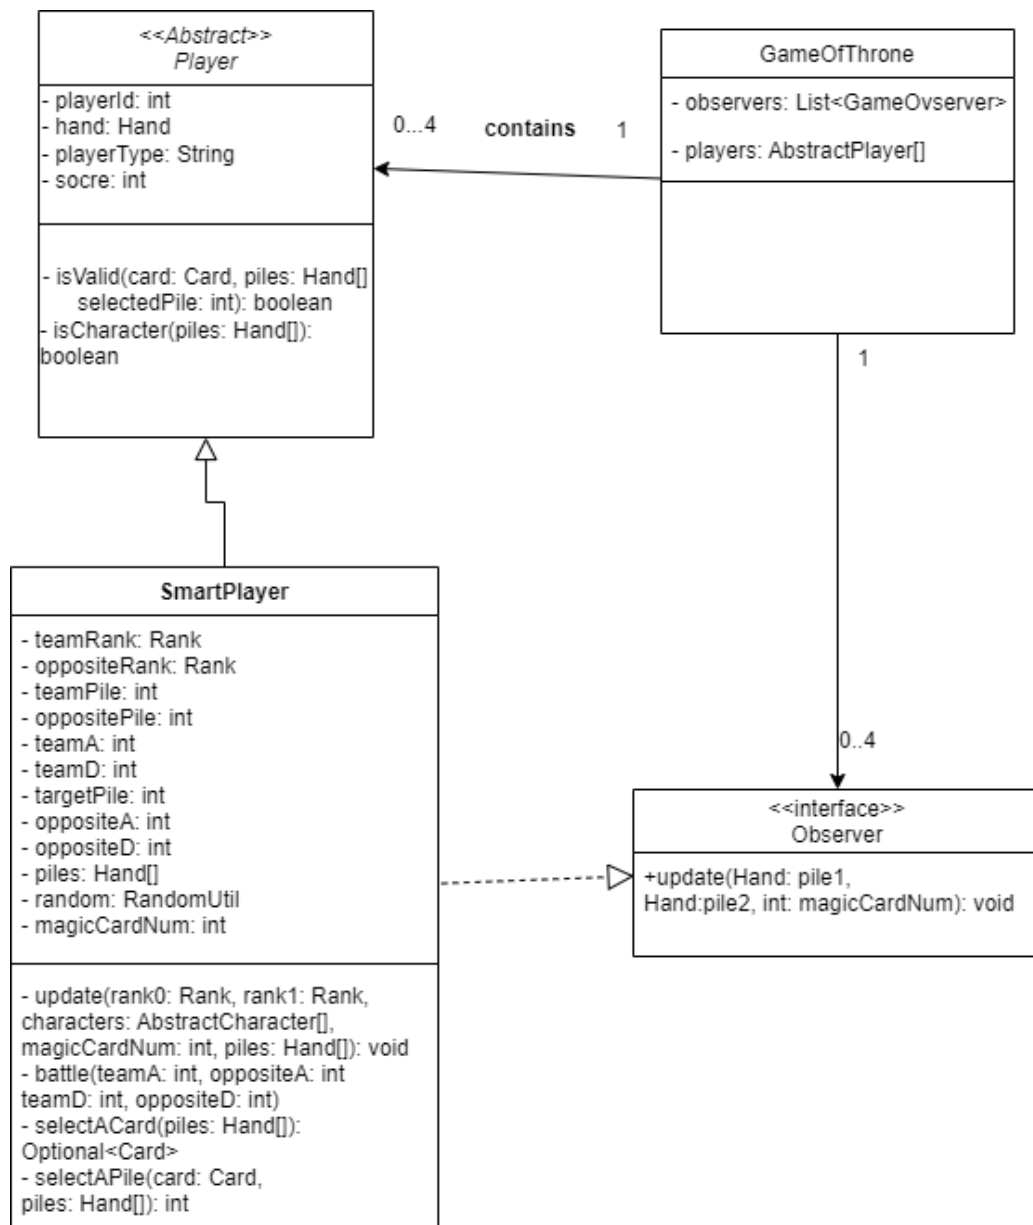 <<Abstract>>
Player
- playerId: int
- hand: Hand
- playerType: String
- socre: int
- isValid(card: Card, piles: Hand[]
selectedPile: int): boolean
- isCharacter(piles: Hand[]):
boolean
0...4 contains 1
GameOfThrone
- observers: List<GameOvserver>
- players: AbstractPlayer[]
1
0..4
SmartPlayer
- teamRank: Rank
- oppositeRank: Rank
- teamPile: int
- oppositePile: int
- teamA: int
- teamD: int
- targetPile: int
- oppositeA: int
- oppositeD: int
- piles: Hand[]
- random: RandomUtil
- magicCardNum: int
- update(rank0: Rank, rank1: Rank,
characters: AbstractCharacter[],
magicCardNum: int, piles: Hand[]): void
- battle(teamA: int, oppositeA: int
teamD: int, oppositeD: int)
- selectACard(piles: Hand[]):
Optional<Card>
- selectAPile(card: Card,
piles: Hand[]): int
<<interface>>
Observer
+update(Hand: pile1,
Hand:pile2, int: magicCardNum): void